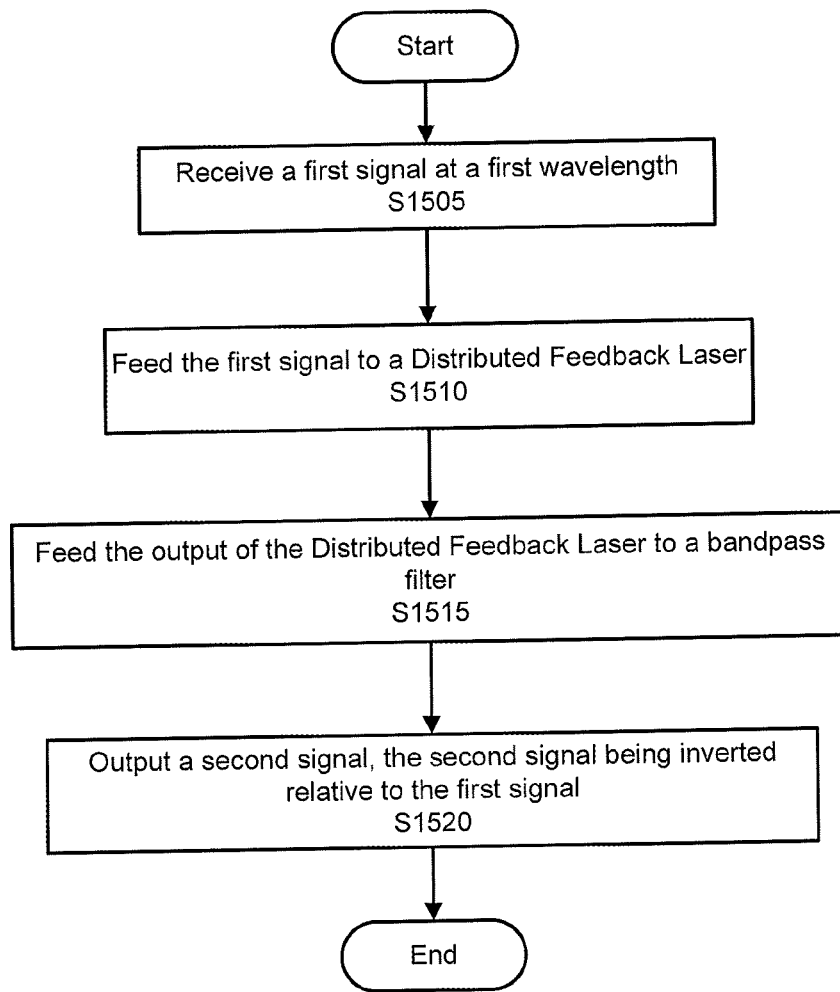 Start
Receive a first signal at a first wavelength
S1505
Feed the first signal to a Distributed Feedback Laser
S1510
Feed the output of the Distributed Feedback Laser to a bandpass
filter
S1515
Output a second signal, the second signal being inverted
relative to the first signal
S1520
End